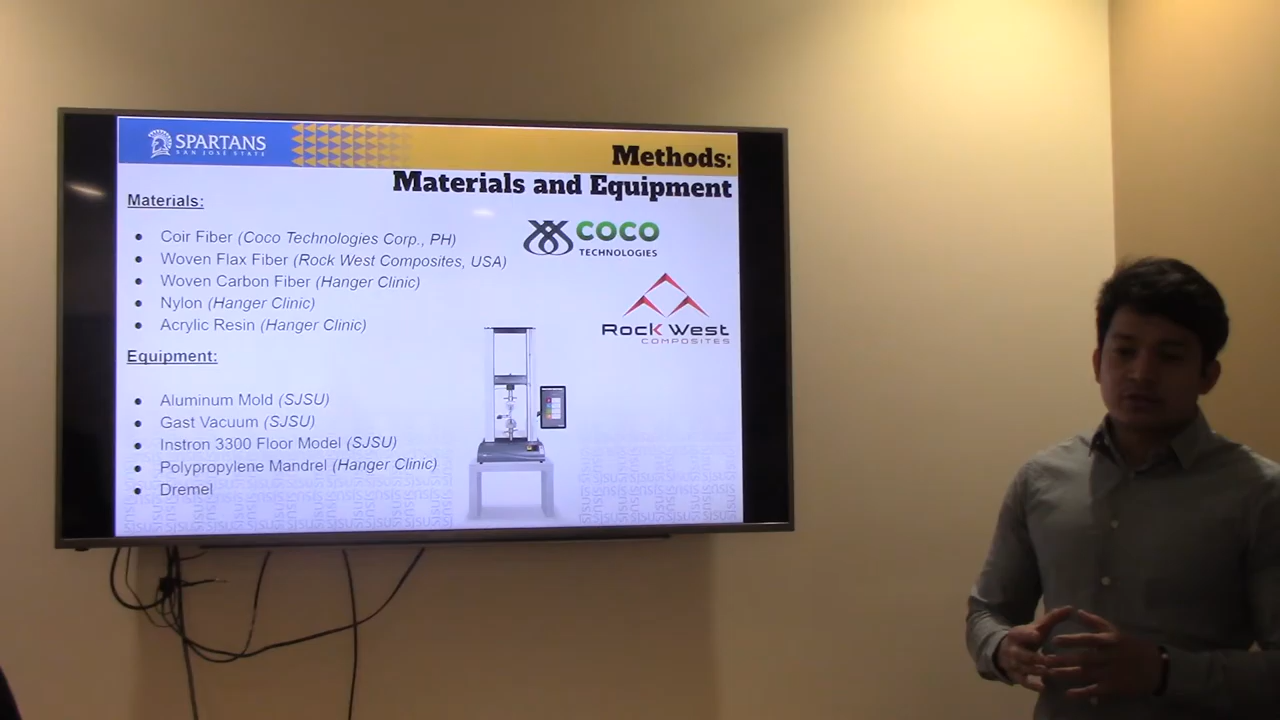 SPARTANS
SAN JOSÉ STATE
Methods:
Materials and Equipment
Materials:
● Coir Fiber (Coco Technologies Corp., PH)
● Woven Flax Fiber (Rock West Composites, USA)
● Woven Carbon Fiber (Hanger Clinic)
● Nylon (Hanger Clinic)
● Acrylic Resin (Hanger Clinic)
COCO
TECHNOLOGIES
Rock West
COMPOSITES
Equipment:
● Aluminum Mold (SJSU)
● Gast Vacuum (SJSU)
● Instron 3300 Floor Model (SJSU)
● Polypropylene Mandrel (Hanger Clinic)
● Dremel